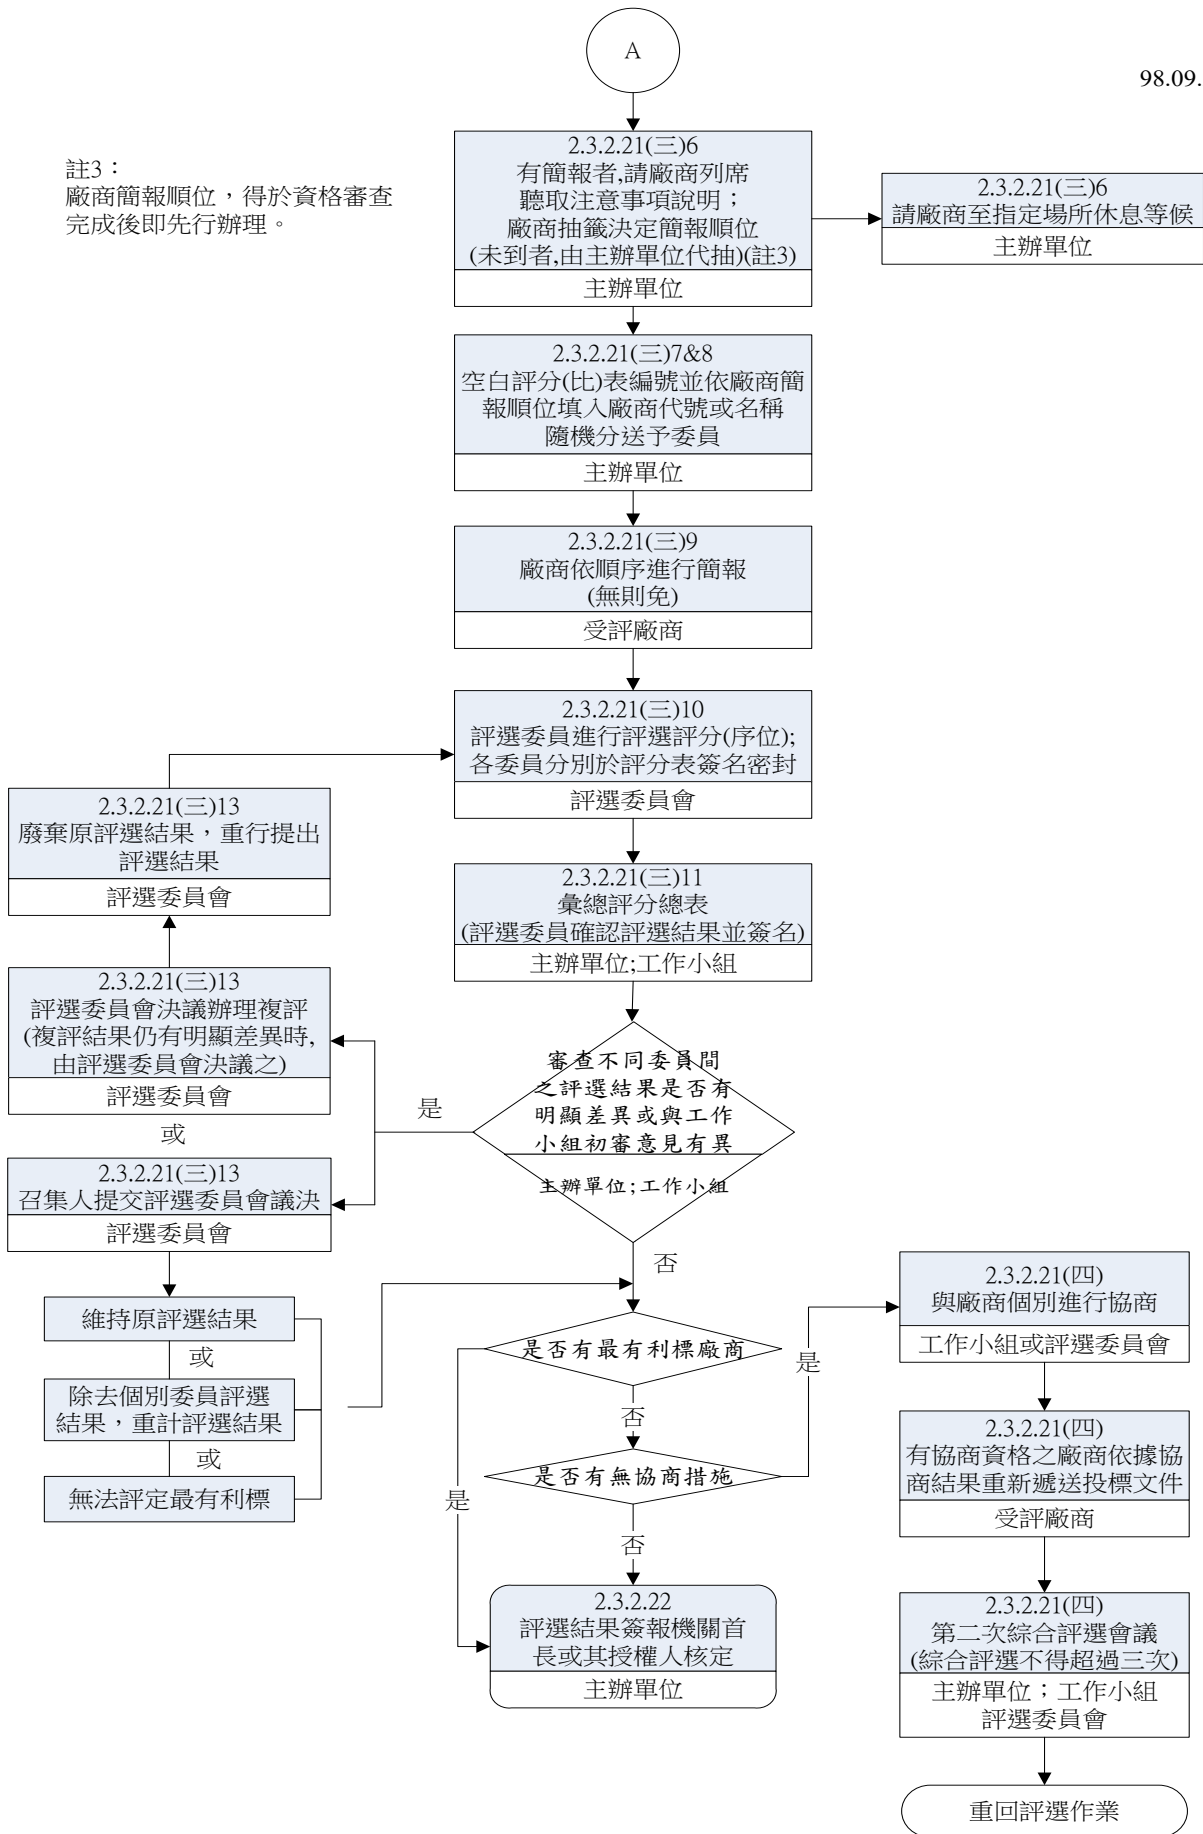 A
98.09.
註3：
廠商簡報順位，得於資格審查
完成後即先行辦理。
2.3.2.21(三)6
有簡報者,請廠商列席
聽取注意事項說明；
廠商抽籤決定簡報順位
(未到者,由主辦單位代抽)(註3)
主辦單位
2.3.2.21(三)6
請廠商至指定場所休息等候
主辦單位
2.3.2.21(三)7&8
空白評分(比)表編號並依廠商簡
報順位填入廠商代號或名稱
隨機分送予委員
主辦單位
2.3.2.21(三)9
廠商依順序進行簡報
(無則免)
受評廠商
2.3.2.21(三)10
評選委員進行評選評分(序位);
各委員分別於評分表簽名密封
評選委員會
2.3.2.21(三)13
廢棄原評選結果，重行提出
評選結果
評選委員會
2.3.2.21(三)11
彙總評分總表
(評選委員確認評選結果並簽名)
主辦單位;工作小組
2.3.2.21(三)13
評選委員會決議辦理複評
(複評結果仍有明顯差異時,
由評選委員會決議之)
評選委員會
或
審查不同委員間
之評選結果是否有
明顯差異或與工作
小組初審意見有異
主辦單位;工作小組
是
2.3.2.21(三)13
召集人提交評選委員會議決
評選委員會
否
維持原評選結果
或
除去個別委員評選
結果，重計評選結果
或
無法評定最有利標
是否有最有利標廠商
否
是
是否有無協商措施
是
否
2.3.2.22
評選結果簽報機關首
長或其授權人核定
主辦單位
2.3.2.21(四)
與廠商個別進行協商
工作小組或評選委員會
2.3.2.21(四)
有協商資格之廠商依據協
商結果重新遞送投標文件
受評廠商
2.3.2.21(四)
第二次綜合評選會議
(綜合評選不得超過三次)
主辦單位；工作小組
評選委員會
重回評選作業